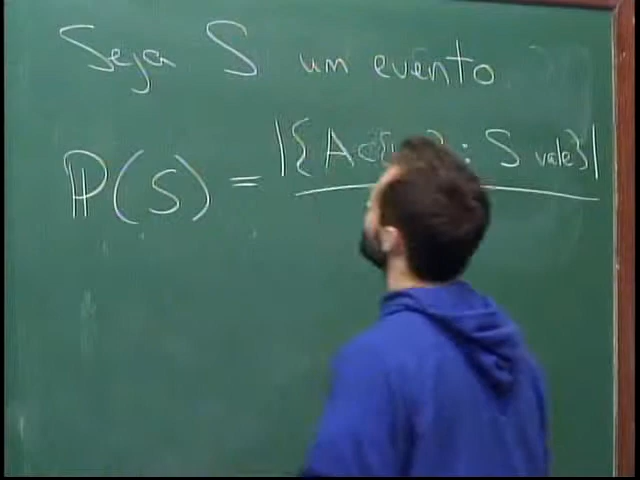 Seja S um evento
P(S) = |{A ⊂ : S vale}|